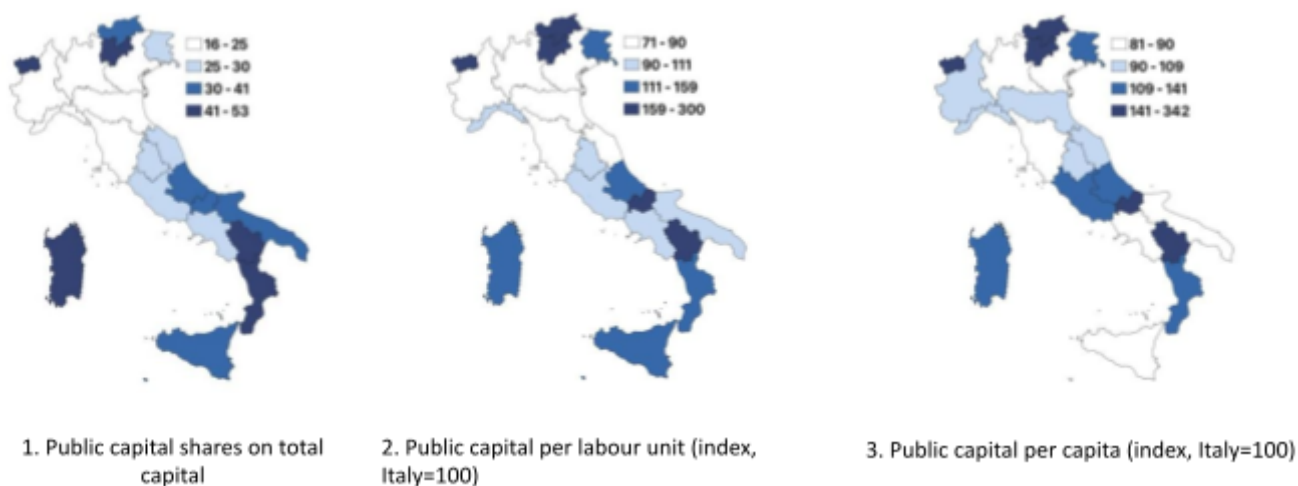 16 - 25
25 - 30
30 - 41
41 - 53
71 - 90
90 - 111
111 - 159
159 - 300
81 - 90
90 - 109
109 - 141
141 - 342
1. Public capital shares on total
capital
2. Public capital per labour unit (index,
Italy=100)
3. Public capital per capita (index, Italy=100)